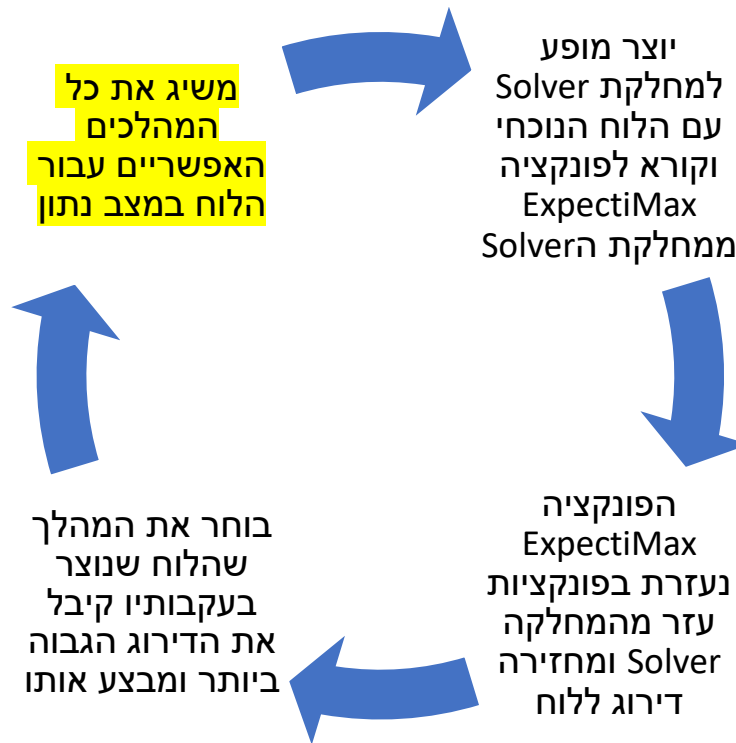 משיג את כל
המהלכים
האפשריים עבור
הלוח במצב נתון
יוצר מופע
למחלקת Solver
עם הלוח הנוכחי
וקורא לפונקציה
ExpectiMax
ממחלקת הSolver
הפונקציה
ExpectiMax
נעזרת בפונקציות
עזר מהמחלקה
Solver ומחזירה
דירוג ללוח
בוחר את המהלך
שהלוח שנוצר
בעקבותיו קיבל
את הדירוג הגבוה
ביותר ומבצע אותו